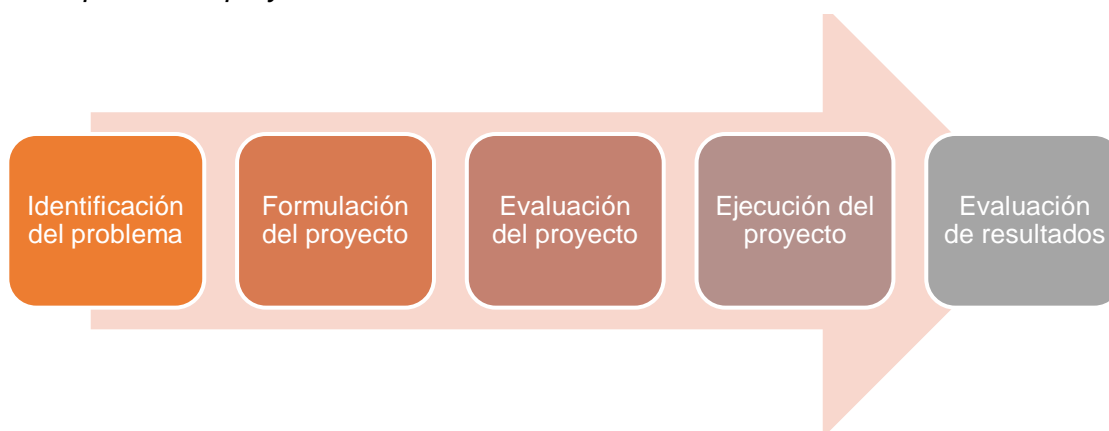 Identificación
del problema
Formulación
del proyecto
Evaluación
del proyecto
Ejecución del
proyecto
Evaluación
de resultados